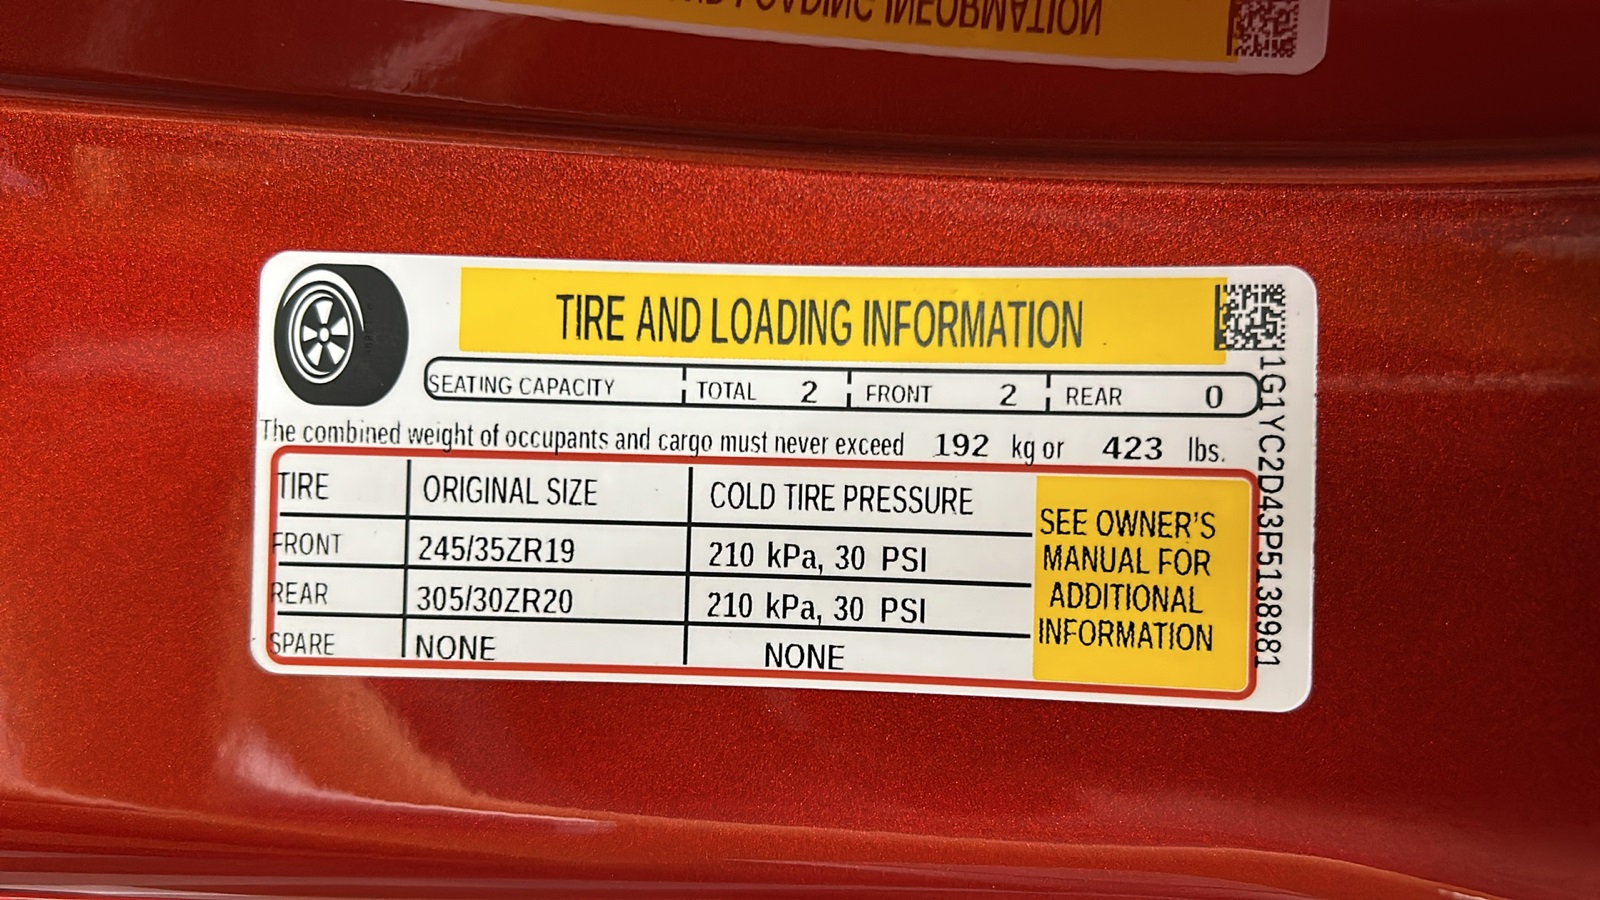 ND LOADING INFORMATION
TIRE AND LOADING INFORMATION
SEATING CAPACITY TOTAL 2 FRONT 2 REAR 0
The combined weight of occupants and cargo must never exceed 192 kg or 423 lbs.
TIRE ORIGINAL SIZE COLD TIRE PRESSURE
FRONT 245/35ZR19 210 kPa, 30 PSI
REAR 305/30ZR20 210 kPa, 30 PSI
SPARE NONE NONE
SEE OWNER'S
MANUAL FOR
ADDITIONAL
INFORMATION
1G1YC2D43P5138981